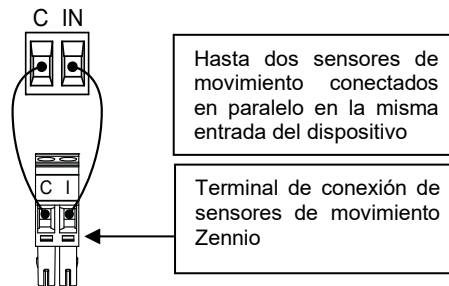 C IN
Hasta dos sensores de
movimiento conectados
en paralelo en la misma
entrada del dispositivo
C I
Terminal de conexión de
sensores de movimiento
Zennio